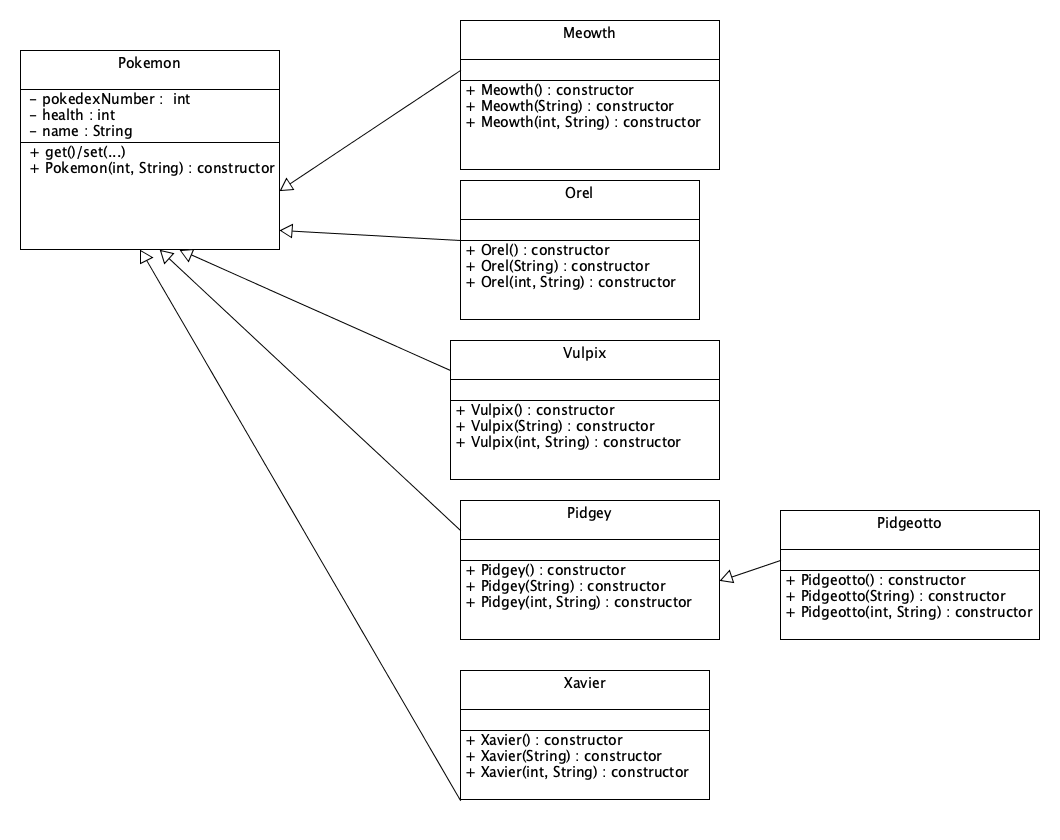 Pokemon
– pokedexNumber :  int
– health : int
– name : String
+ get()/set(...)
+ Pokemon(int, String) : constructor
Meowth
+ Meowth() : constructor
+ Meowth(String) : constructor
+ Meowth(int, String) : constructor
Orel
+ Orel() : constructor
+ Orel(String) : constructor
+ Orel(int, String) : constructor
Vulpix
+ Vulpix() : constructor
+ Vulpix(String) : constructor
+ Vulpix(int, String) : constructor
Pidgey
+ Pidgey() : constructor
+ Pidgey(String) : constructor
+ Pidgey(int, String) : constructor
Pidgeotto
+ Pidgeotto() : constructor
+ Pidgeotto(String) : constructor
+ Pidgeotto(int, String) : constructor
Xavier
+ Xavier() : constructor
+ Xavier(String) : constructor
+ Xavier(int, String) : constructor